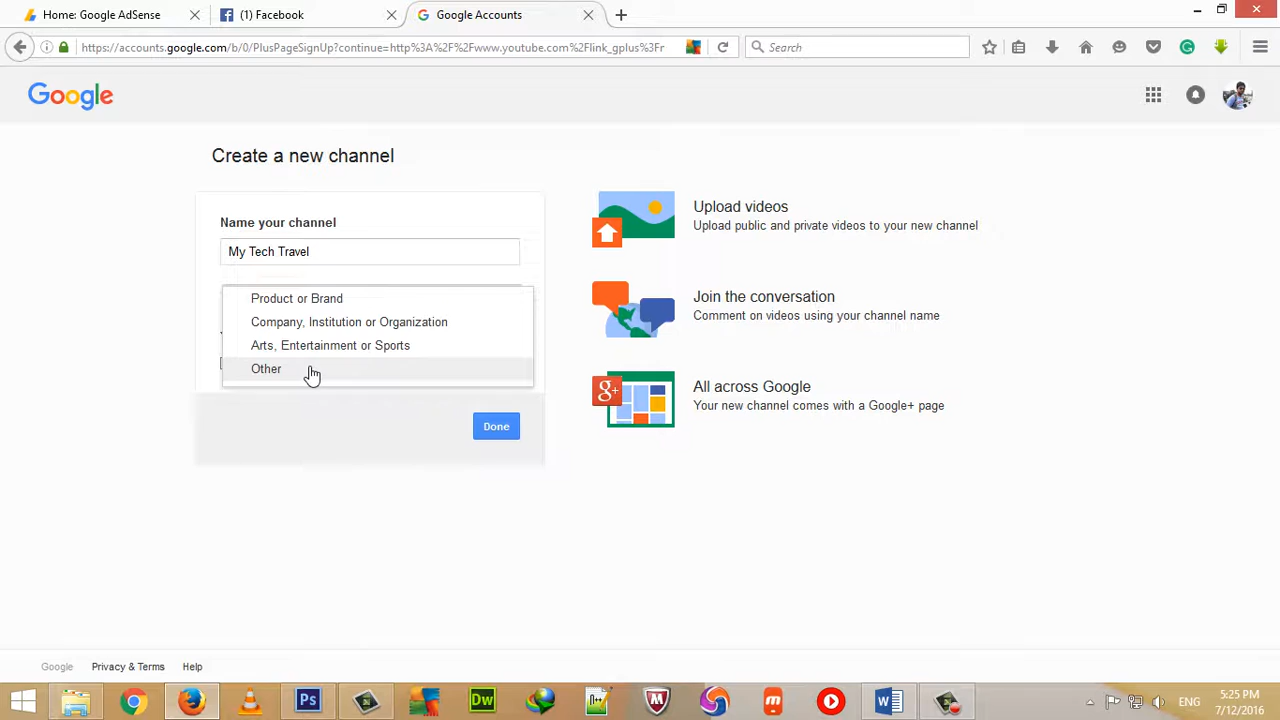 Home: Google AdSense
(1) Facebook
Google Accounts
https://accounts.google.com/b/0/PlusPageSignUp?continue=http%3A%2F%2Fwww.youtube.com%2Flink_gplus%3Fr
Search
Google
Create a new channel
Name your channel
My Tech Travel
Product or Brand
Company, Institution or Organization
Arts, Entertainment or Sports
Other
Done
Upload videos
Upload public and private videos to your new channel
Join the conversation
Comment on videos using your channel name
g+
All across Google
Your new channel comes with a Google+ page
Google
Privacy & Terms
Help
Ps
Dw
ENG
5:25 PM
7/12/2016